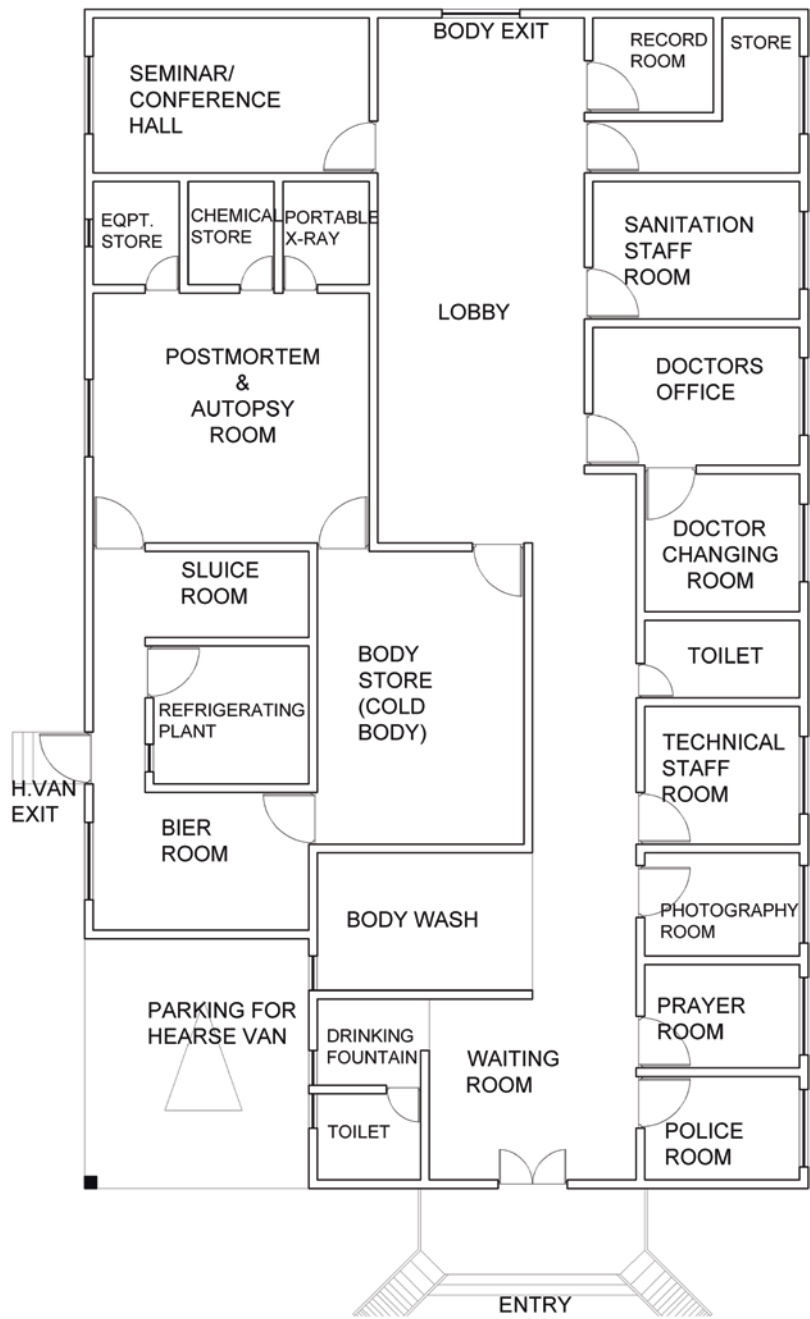 BODY EXIT
SEMINAR/
CONFERENCE
HALL
RECORD
ROOM
STORE
EQPT.
STORE
CHEMICAL
STORE
PORTABLE
X-RAY
SANITATION
STAFF
ROOM
LOBBY
POSTMORTEM
&
AUTOPSY
ROOM
DOCTORS
OFFICE
DOCTOR
CHANGING
ROOM
SLUICE
ROOM
BODY
STORE
(COLD
BODY)
TOILET
REFRIGERATING
PLANT
TECHNICAL
STAFF
ROOM
H.VAN
EXIT
BIER
ROOM
BODY WASH
PHOTOGRAPHY
ROOM
PARKING FOR
HEARSE VAN
DRINKING
FOUNTAIN
WAITING
ROOM
PRAYER
ROOM
TOILET
POLICE
ROOM
ENTRY